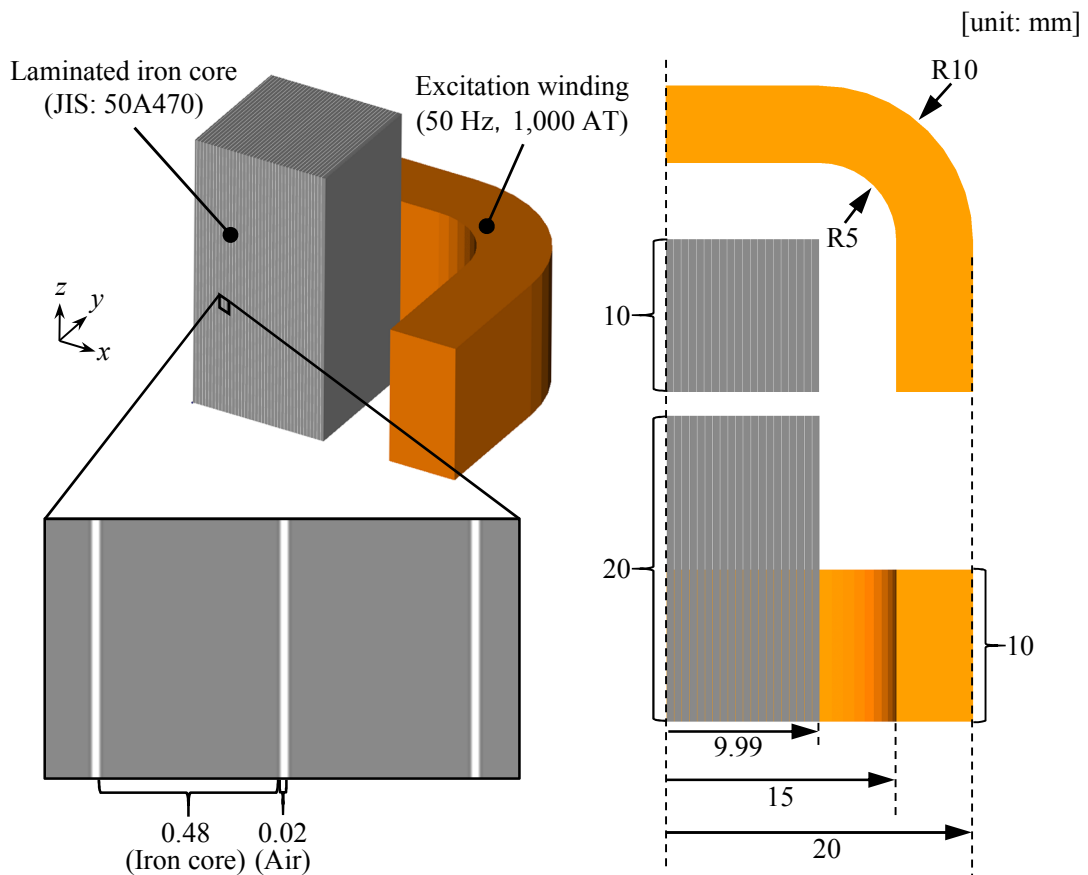 [unit: mm]
Laminated iron core
(JIS: 50A470)
Excitation winding
(50 Hz, 1,000 AT)
z
y
x
0.48
(Iron core)
0.02
(Air)
R10
R5
10
20
10
9.99
15
20